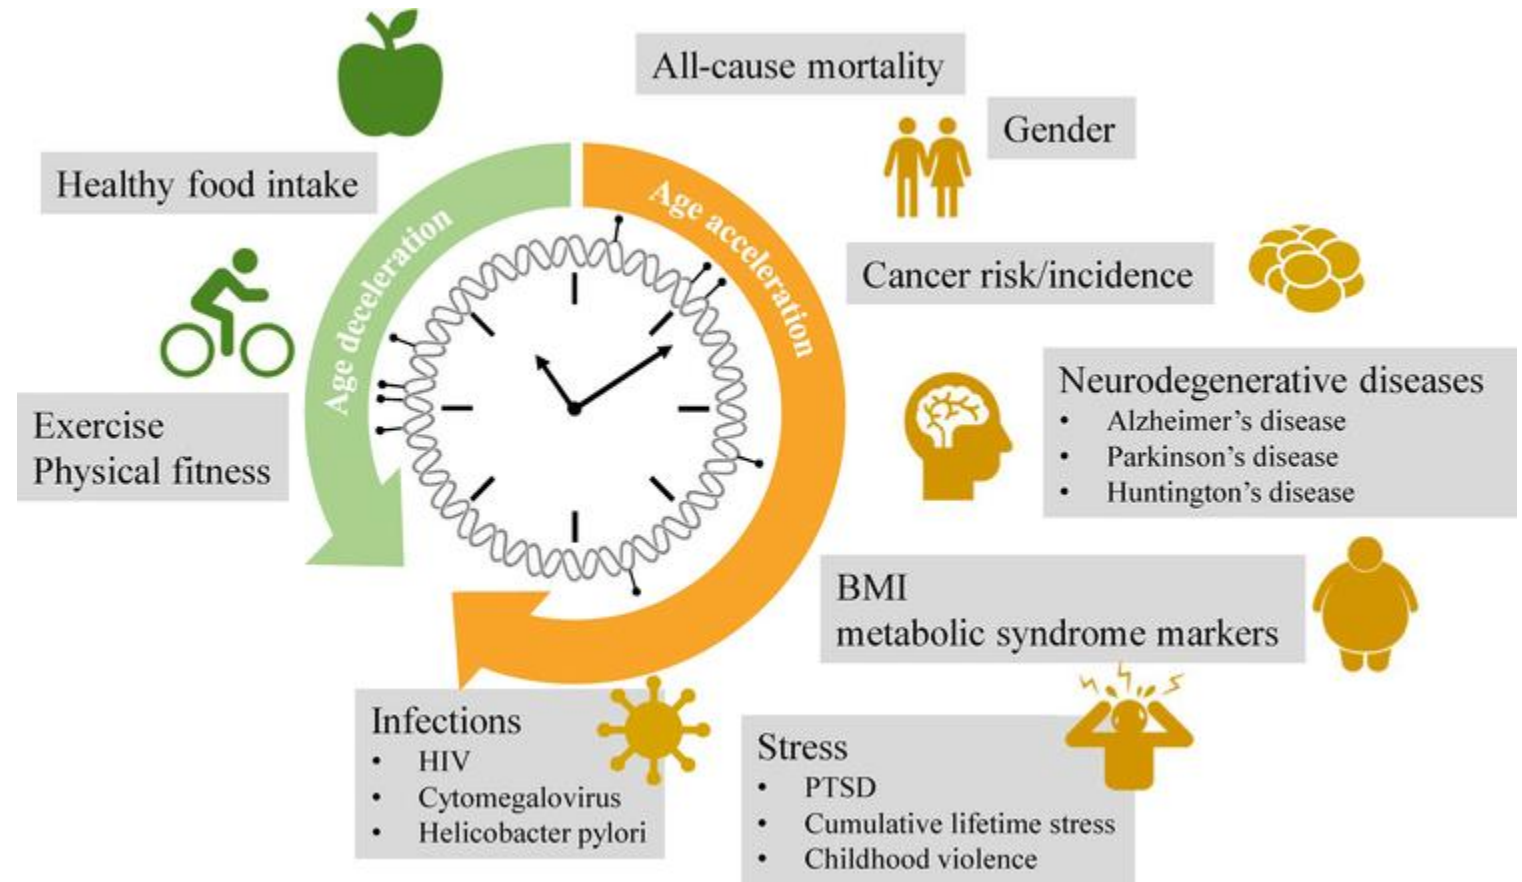 All-cause mortality
Gender
Healthy food intake
Age deceleration
Age acceleration
Cancer risk/incidence
Exercise
Physical fitness
Neurodegenerative diseases
• Alzheimer’s disease
• Parkinson’s disease
• Huntington’s disease
BMI
metabolic syndrome markers
Infections
• HIV
• Cytomegalovirus
• Helicobacter pylori
Stress
• PTSD
• Cumulative lifetime stress
• Childhood violence